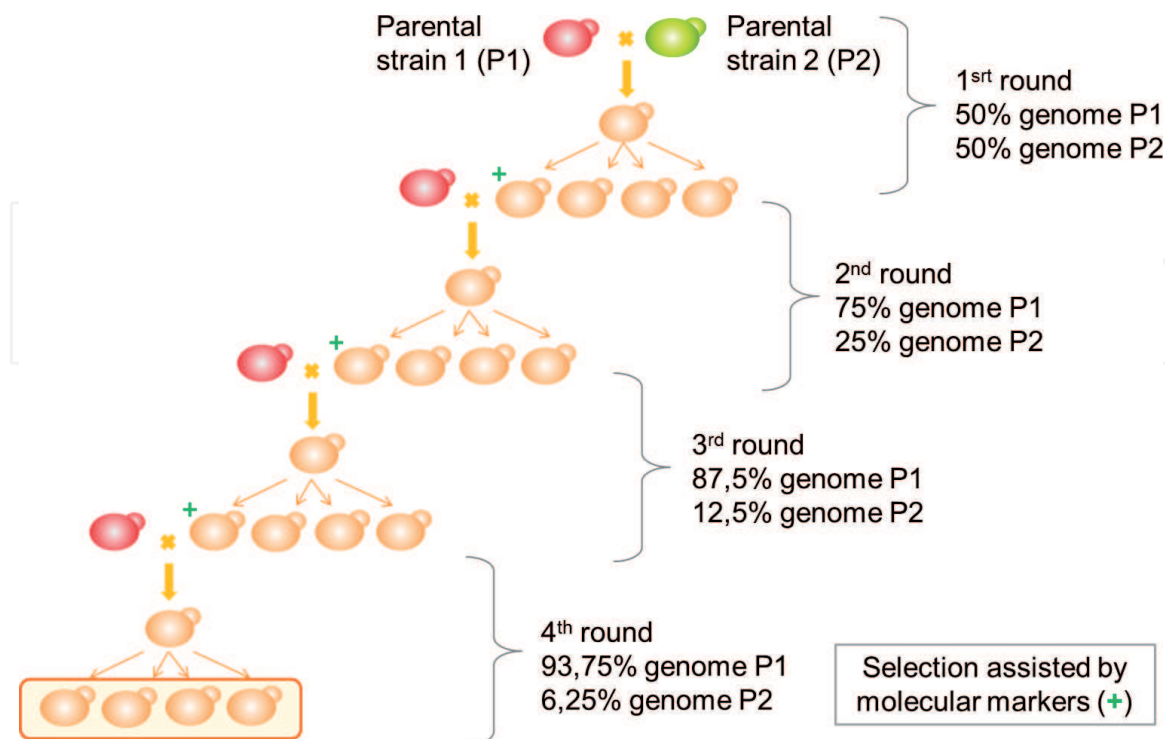 Parental
strain 1 (P1)
Parental
strain 2 (P2)
1srt round
50% genome P1
50% genome P2
+
2nd round
75% genome P1
25% genome P2
+
3rd round
87,5% genome P1
12,5% genome P2
+
4th round
93,75% genome P1
6,25% genome P2
Selection assisted by
molecular markers (+)